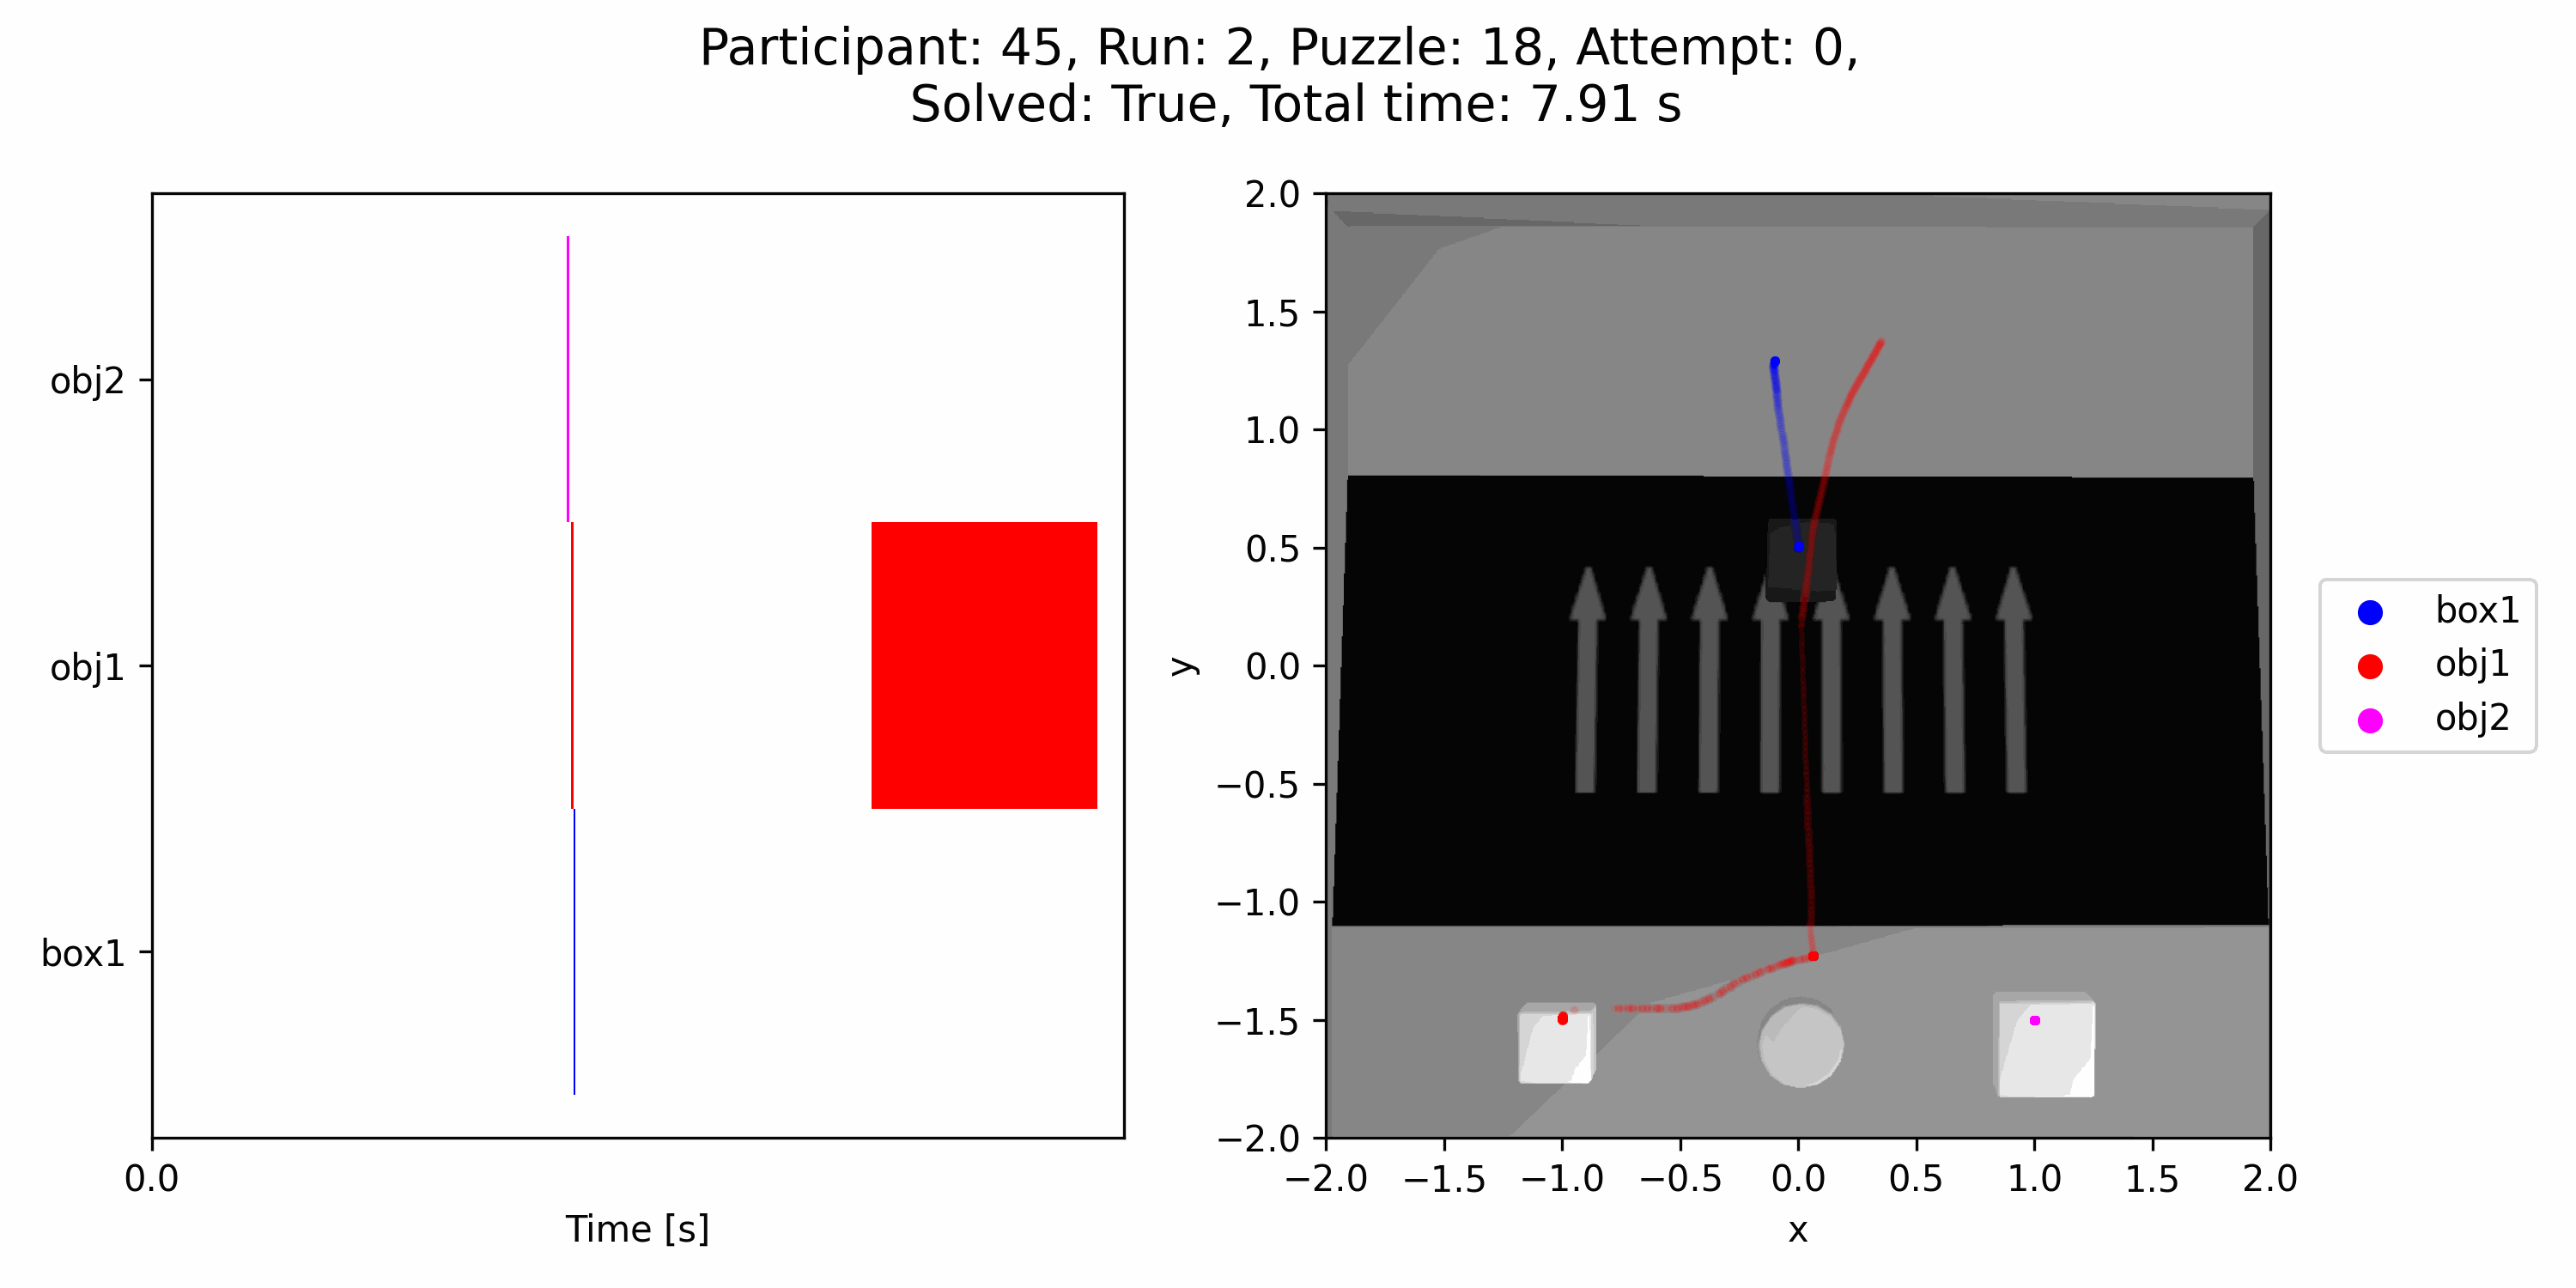 Participant: 45, Run: 2, Puzzle: 18, Attempt: 0,
Solved: True, Total time: 7.91 s
obj2
obj1
box1
0.0
Time [s]
2.0
1.5
1.0
0.5
0.0
−0.5
−1.0
−1.5
−2.0
y
−2.0 −1.5 −1.0 −0.5 0.0 0.5 1.0 1.5 2.0
x
box1
obj1
obj2